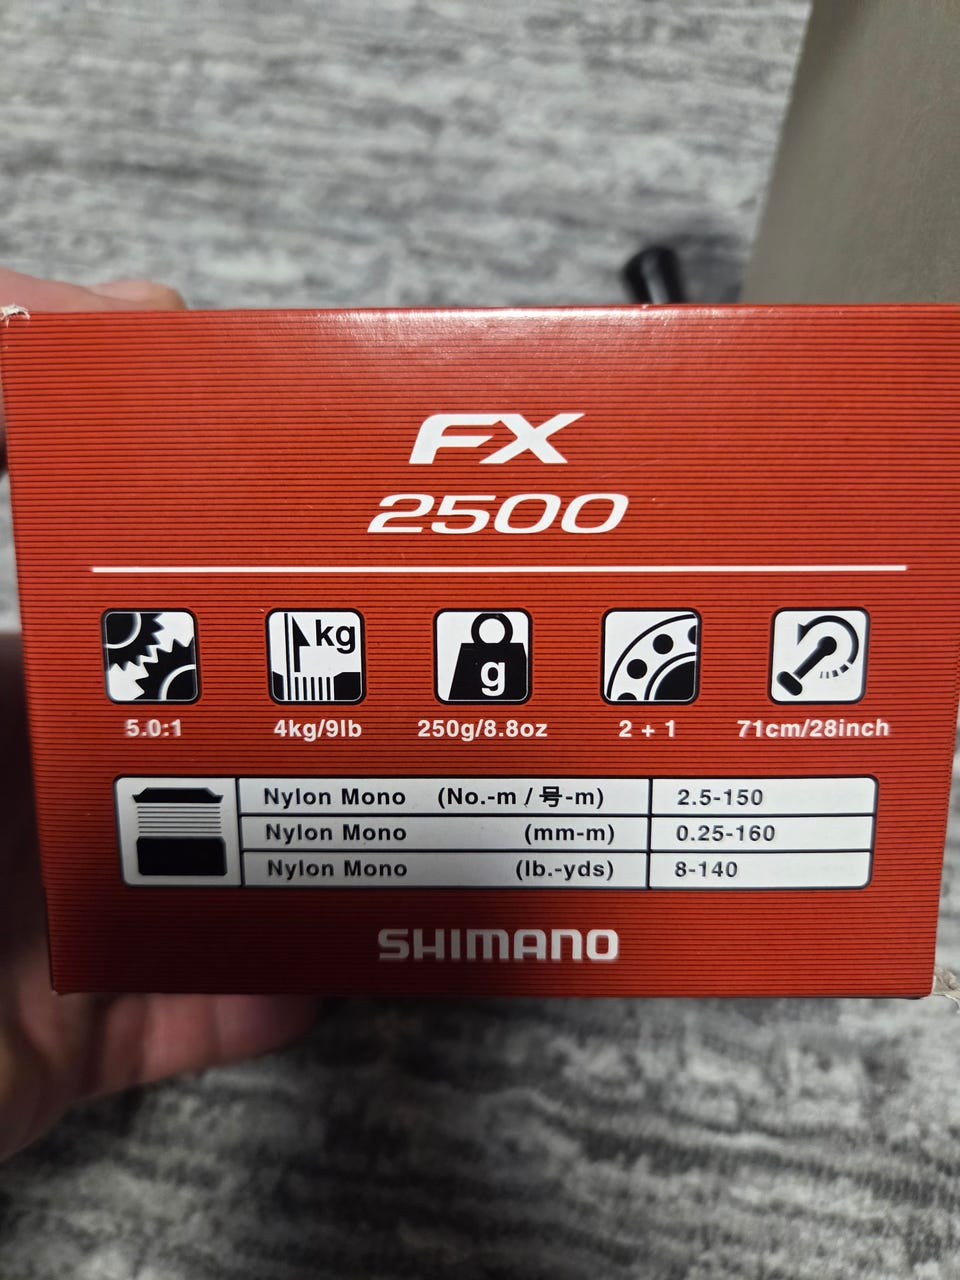 FX
2500
kg
g
5.0:1 4kg/9lb 250g/8.8oz 2 + 1 71cm/28inch
Nylon Mono (No.-m / 号-m) 2.5-150
Nylon Mono (mm-m) 0.25-160
Nylon Mono (lb.-yds) 8-140
SHIMANO